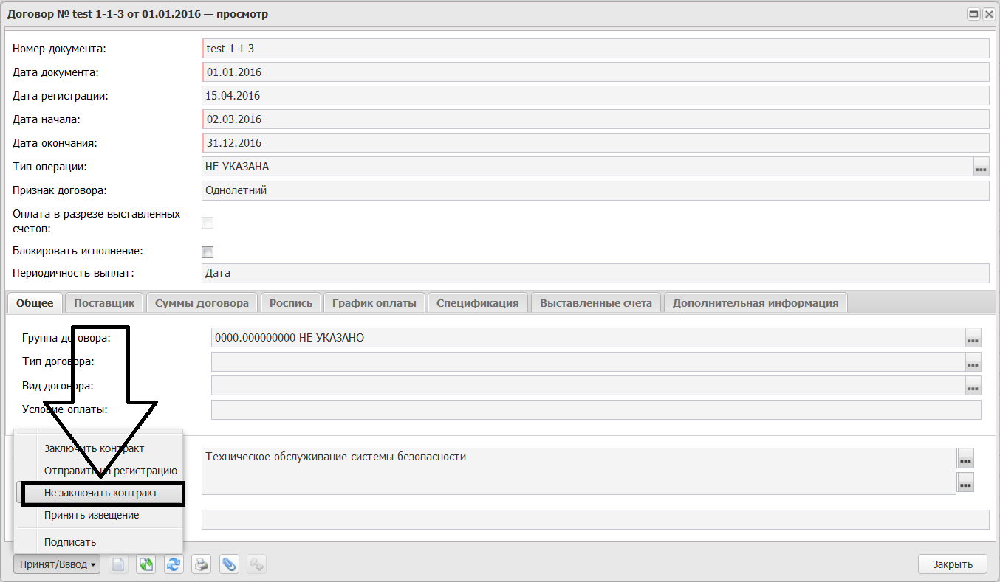 Договор № test 1-1-3 от 01.01.2016 — просмотр
Номер документа: test 1-1-3
Дата документа: 01.01.2016
Дата регистрации: 15.04.2016
Дата начала: 02.03.2016
Дата окончания: 31.12.2016
Тип операции: НЕ УКАЗАНА
Признак договора: Однолетний
Оплата в разрезе выставленных
счетов:
Блокировать исполнение:
Периодичность выплат: Дата
Общее Поставщик Суммы договора Роспись График оплаты Спецификация Выставленные счета Дополнительная информация
Группа договора: 0000.000000000 НЕ УКАЗАНО
Тип договора:
Вид договора:
Условие оплаты:
Заключить контракт
Техническое обслуживание системы безопасности
Отправить на регистрацию
Не заключать контракт
Принять извещение
Подписать
Принят/Вввод Закрыть